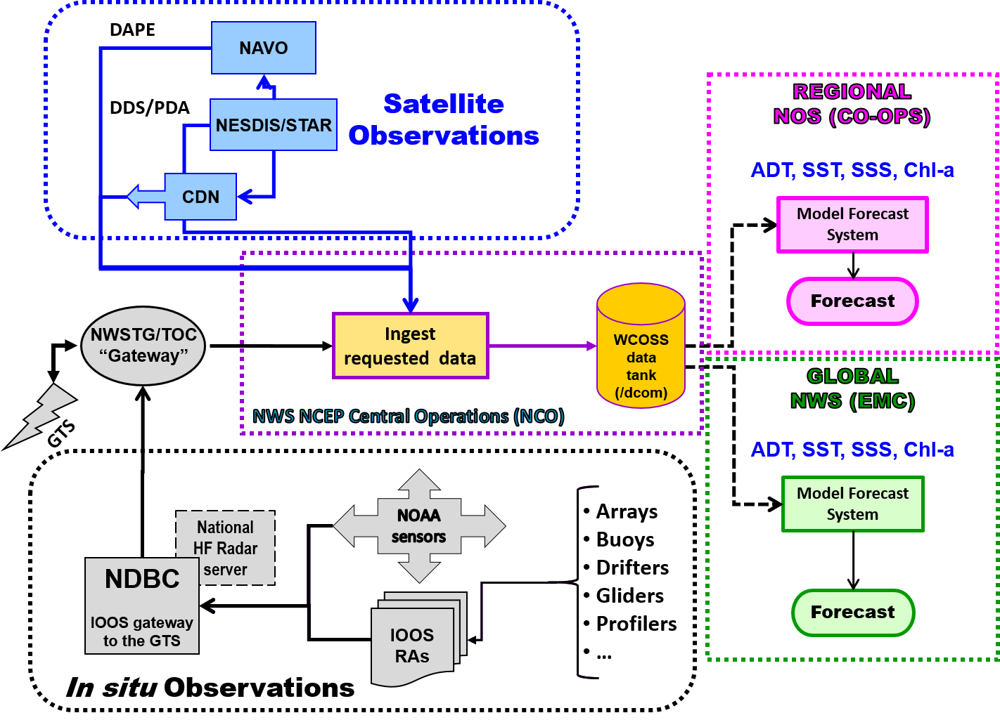 DAPE
NAVO
DDS/PDA
NESDIS/STAR
CDN
Satellite
Observations
REGIONAL
NOS (CO-OPS)
ADT, SST, SSS, Chl-a
Model Forecast
System
Forecast
NWSTG/TOC
“Gateway”
GTS
Ingest
requested data
WCOSS
data
tank
(/dcom)
NWS NCEP Central Operations (NCO)
GLOBAL
NWS (EMC)
ADT, SST, SSS, Chl-a
Model Forecast
System
Forecast
National
HF Radar
server
NDBC
IOOS gateway
to the GTS
NOAA
sensors
IOOS
RAs
• Arrays
• Buoys
• Drifters
• Gliders
• Profilers
• ...
In situ Observations